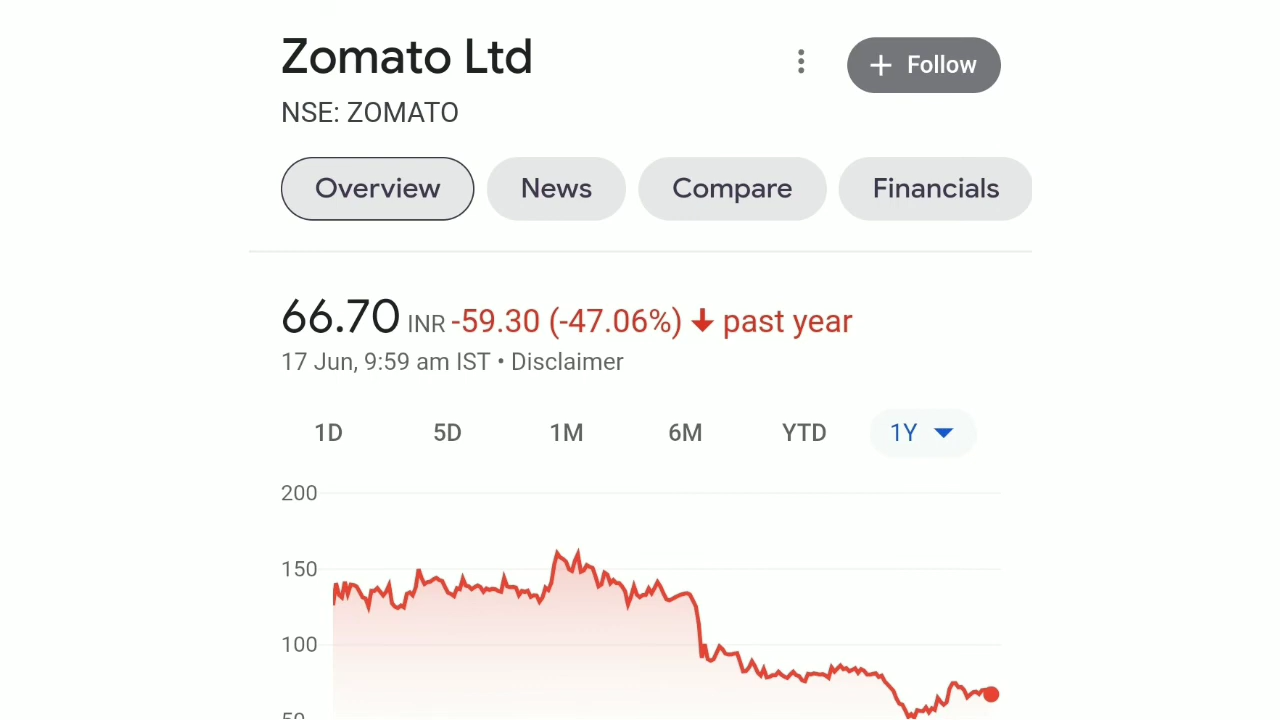 Zomato Ltd
+ Follow
NSE: ZOMATO
Overview News Compare Financials
66.70 INR -59.30 (-47.06%) ↓ past year
17 Jun, 9:59 am IST • Disclaimer
1D 5D 1M 6M YTD 1Y
200
150
100
50